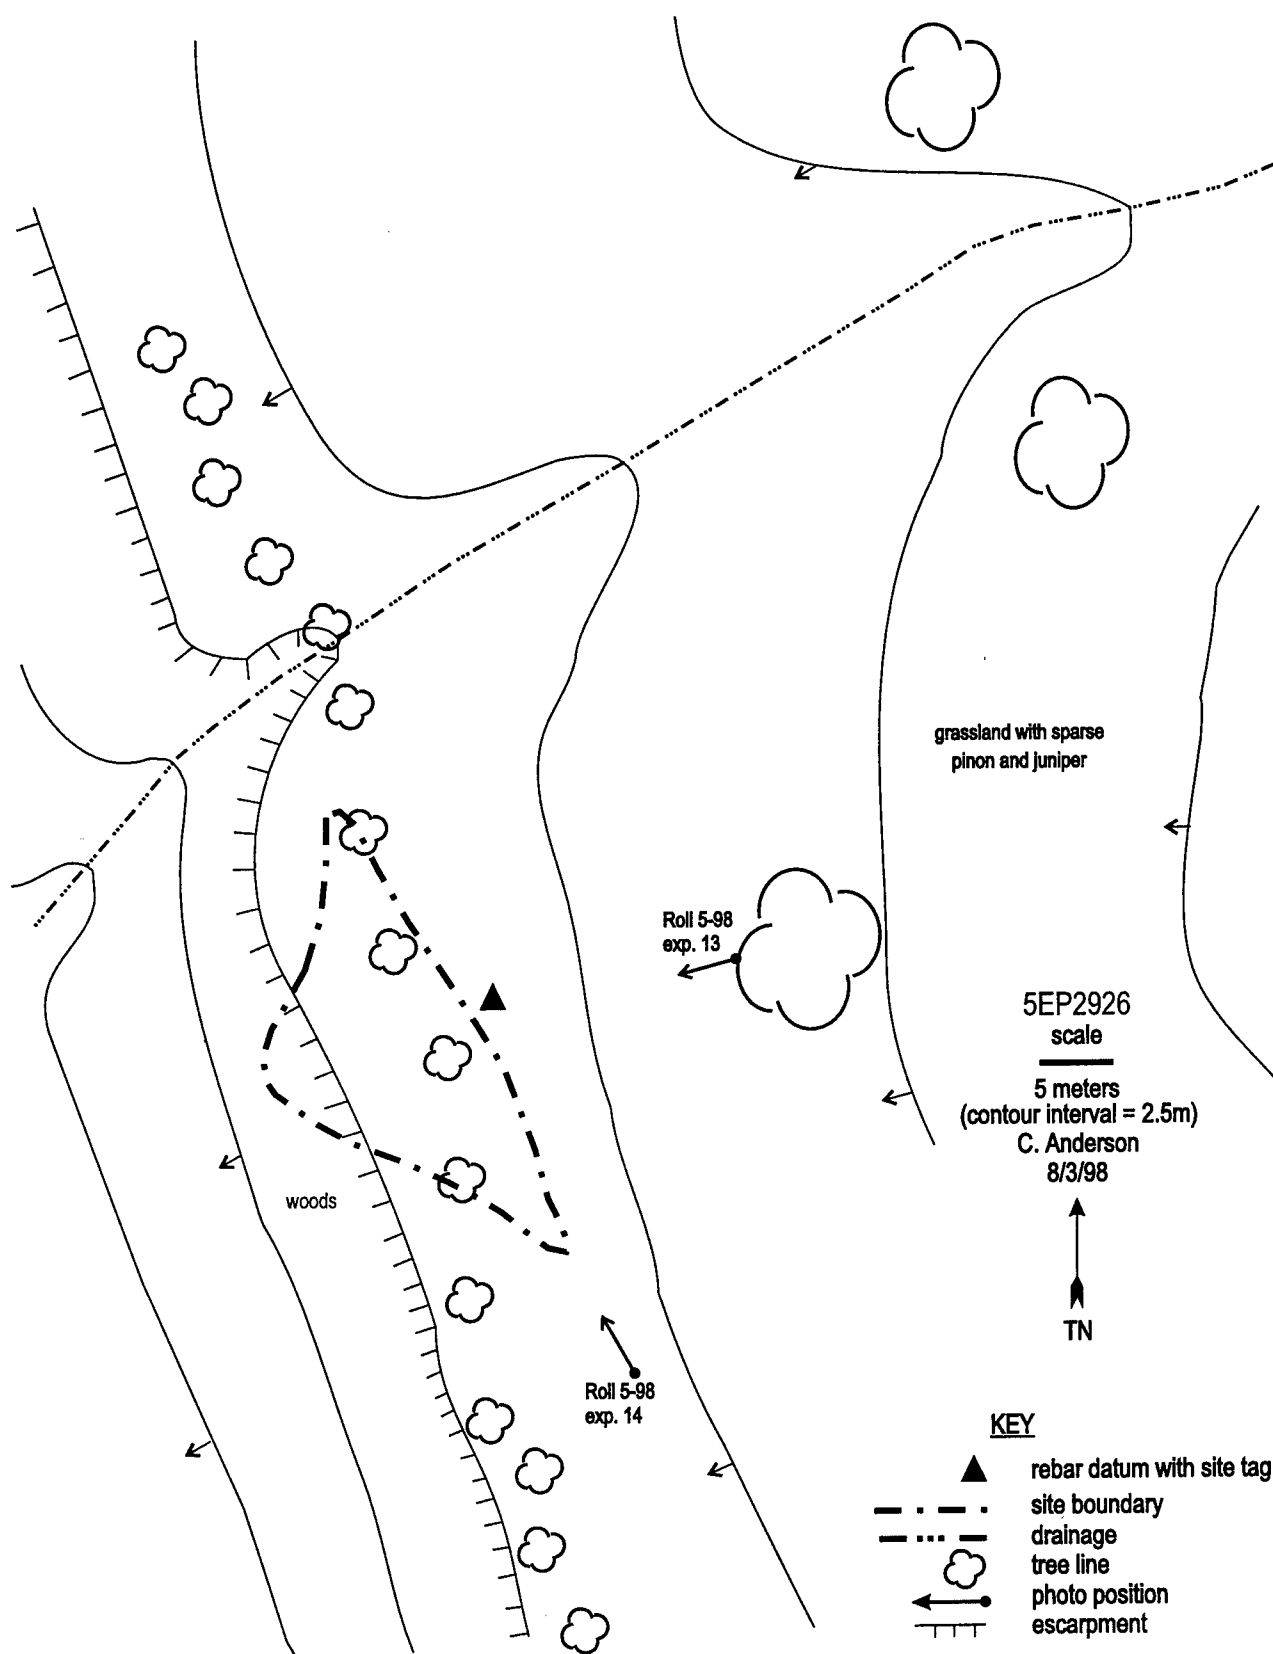 grassland with sparse
pinon and juniper
Roll 5-98
exp. 13
5EP2926
scale
5 meters
(contour interval = 2.5m)
C. Anderson
8/3/98
woods
TN
Roll 5-98
exp. 14
KEY
rebar datum with site tag
site boundary
drainage
tree line
photo position
escarpment